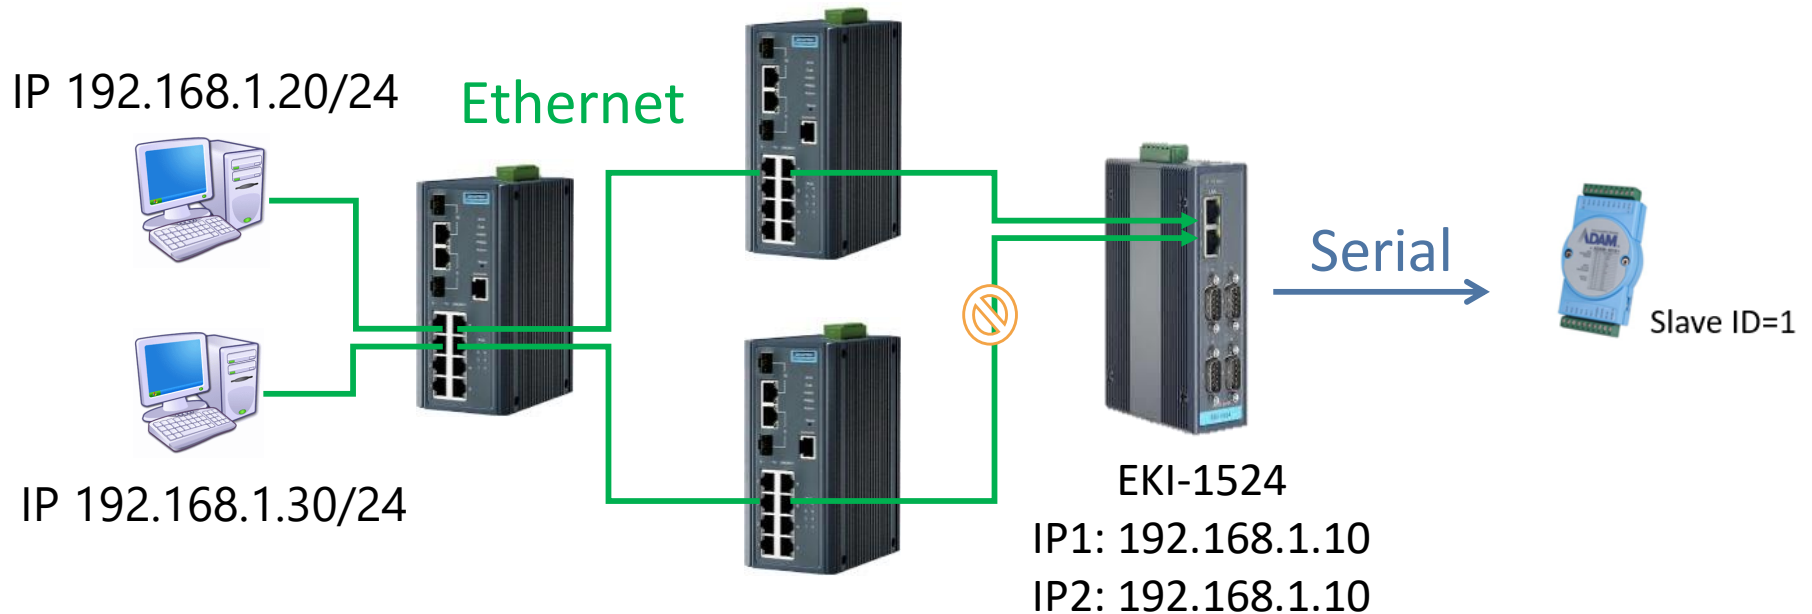 IP 192.168.1.20/24
Ethernet
Serial
ADAM
Slave ID=1
IP 192.168.1.30/24
EKI-1524
IP1: 192.168.1.10
IP2: 192.168.1.10